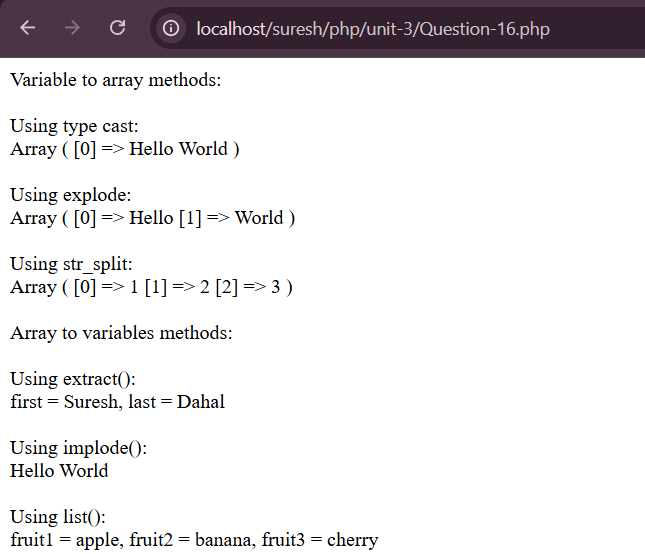 localhost/suresh/php/unit-3/Question-16.php
Variable to array methods:
Using type cast:
Array ( [0] => Hello World )
Using explode:
Array ( [0] => Hello [1] => World )
Using str_split:
Array ( [0] => 1 [1] => 2 [2] => 3 )
Array to variables methods:
Using extract():
first = Suresh, last = Dahal
Using implode():
Hello World
Using list():
fruit1 = apple, fruit2 = banana, fruit3 = cherry